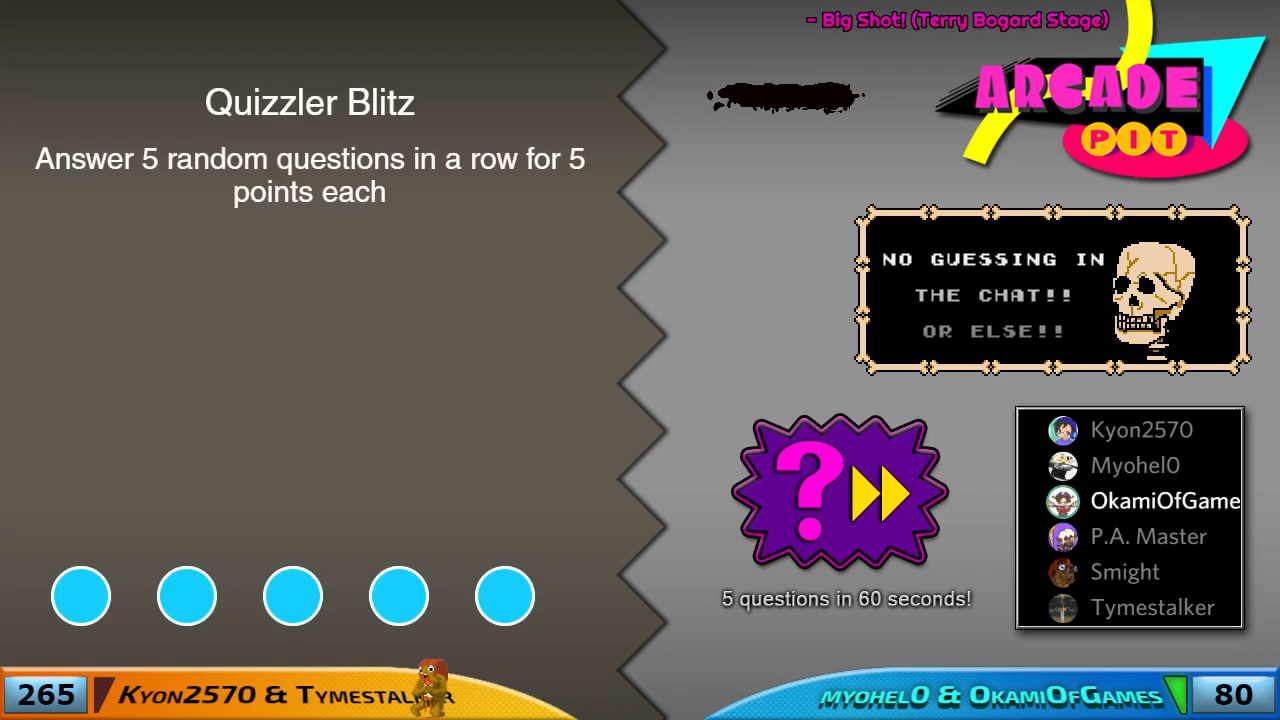 - Big Shot! (Terry Bogard Stage)
ARCADE
PIT
Quizzler Blitz
Answer 5 random questions in a row for 5
points each
NO GUESSING IN
THE CHAT!!
OR ELSE!!
?
5 questions in 60 seconds!
Kyon2570
Myohel0
OkamiOfGame
P.A. Master
Smight
Tymestalker
265
Kyon2570 &
myohel0 & OkamiOfGames
80